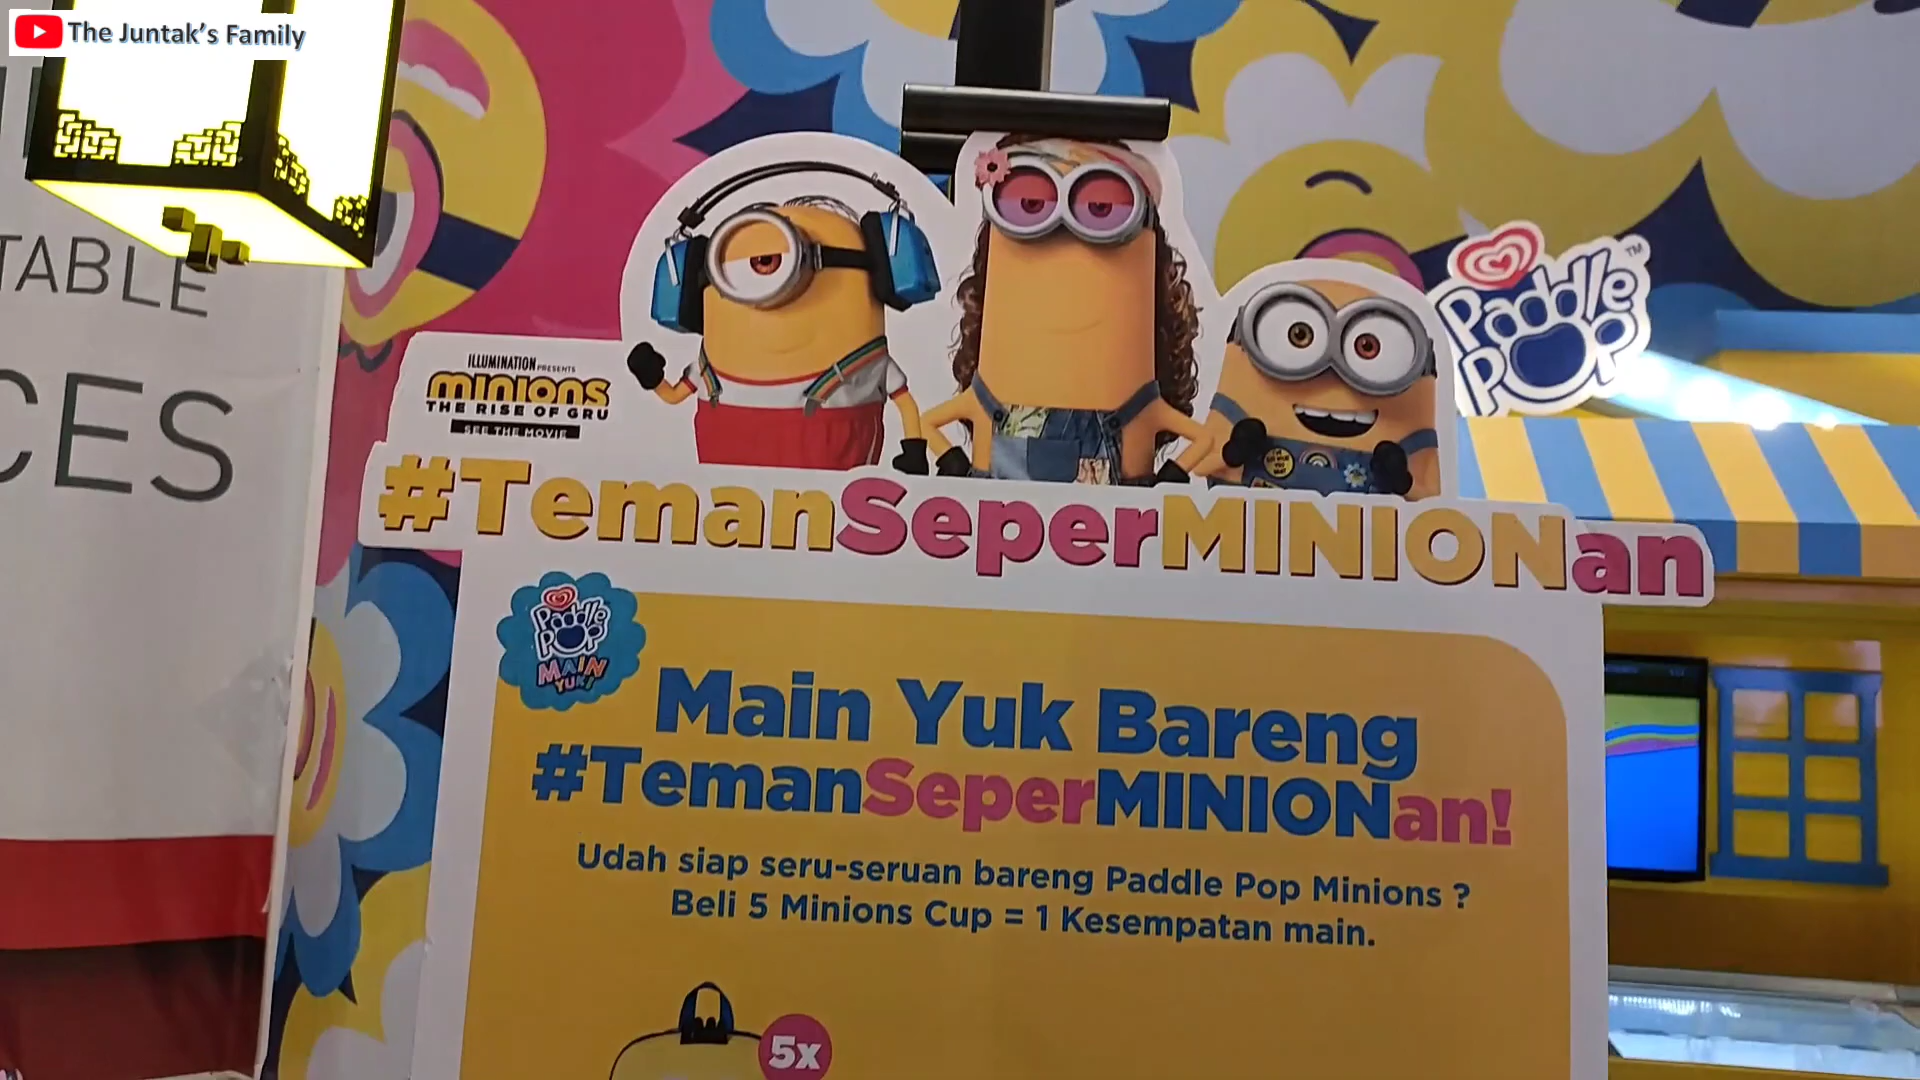 The Juntak's Family
TABLE
CES
ILLUMINATION PRESENTS
MINIONS
THE RISE OF GRU
SEE THE MOVIE
Paddle
Pop
TM
#TemanSeperMINIONan
Paddle
Pop
MAIN
YUK!
Main Yuk Bareng
#TemanSeperMINIONan!
Udah siap seru-seruan bareng Paddle Pop Minions ?
Beli 5 Minions Cup = 1 Kesempatan main.
5x